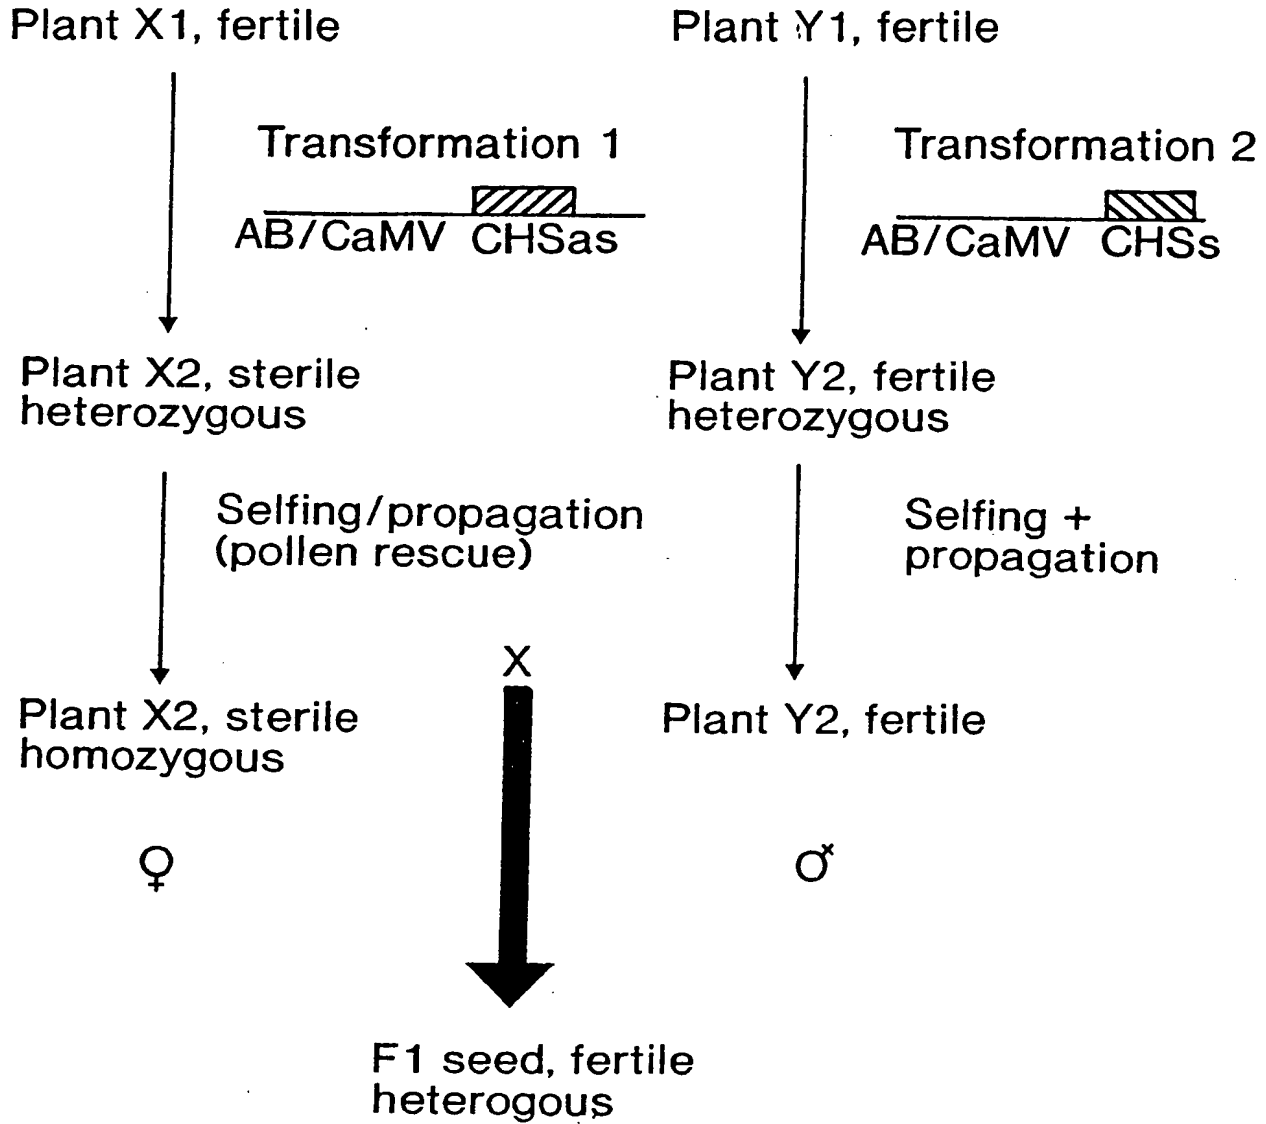 Plant X1, fertile
Plant Y1, fertile
Transformation 1
AB/CaMV CHSas
Transformation 2
AB/CaMV CHSs
Plant X2, sterile
heterozygous
Plant Y2, fertile
heterozygous
Selfing/propagation
(pollen rescue)
Selfing +
propagation
X
Plant X2, sterile
homozygous
Plant Y2, fertile
♀
♂
F1 seed, fertile
heterogous